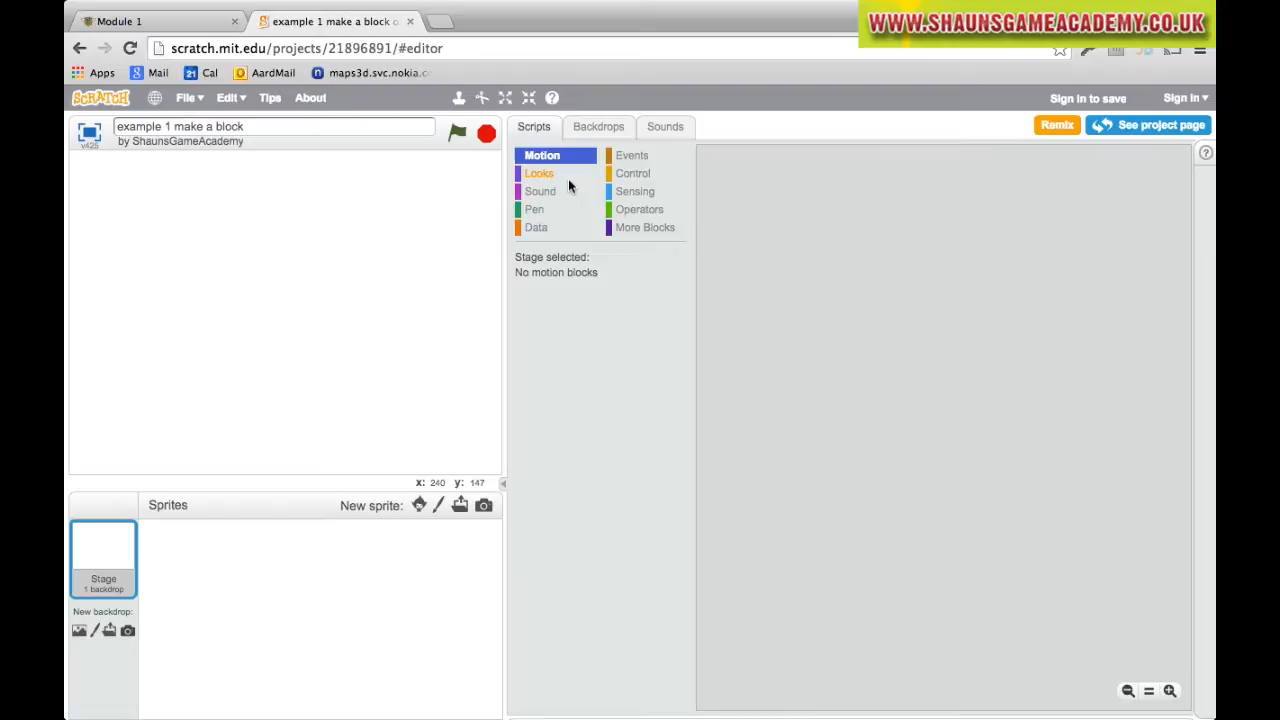 Module 1
example 1 make a block o
WWW.SHAUNSGAMEACADEMY.CO.UK
scratch.mit.edu/projects/21896891/#editor
Apps
Mail
21 Cal
AardMail
maps3d.svc.nokia.c
SCRATCH
File
Edit
Tips
About
Sign in to save
Sign in
example 1 make a block
by ShaunsGameAcademy
v425
Scripts
Backdrops
Sounds
Remix
See project page
Motion
Looks
Sound
Pen
Data
Events
Control
Sensing
Operators
More Blocks
Stage selected:
No motion blocks
x: 240 y: 147
Sprites
New sprite:
Stage
1 backdrop
New backdrop: